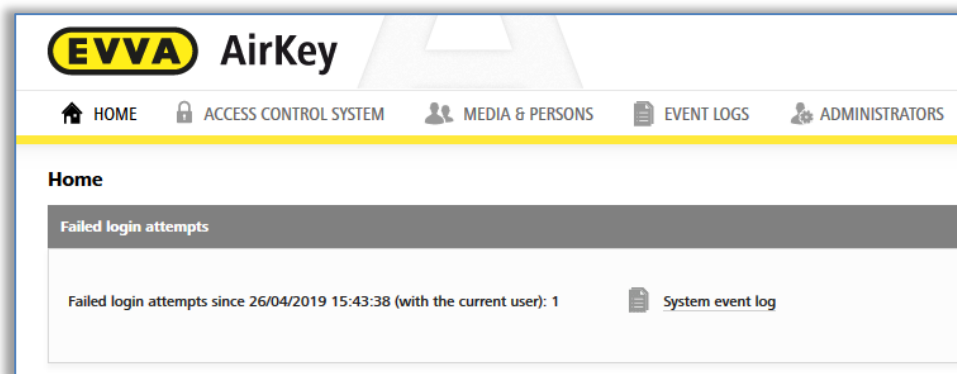 EVVA AirKey
HOME ACCESS CONTROL SYSTEM MEDIA & PERSONS EVENT LOGS ADMINISTRATORS
Home
Failed login attempts
Failed login attempts since 26/04/2019 15:43:38 (with the current user): 1 System event log